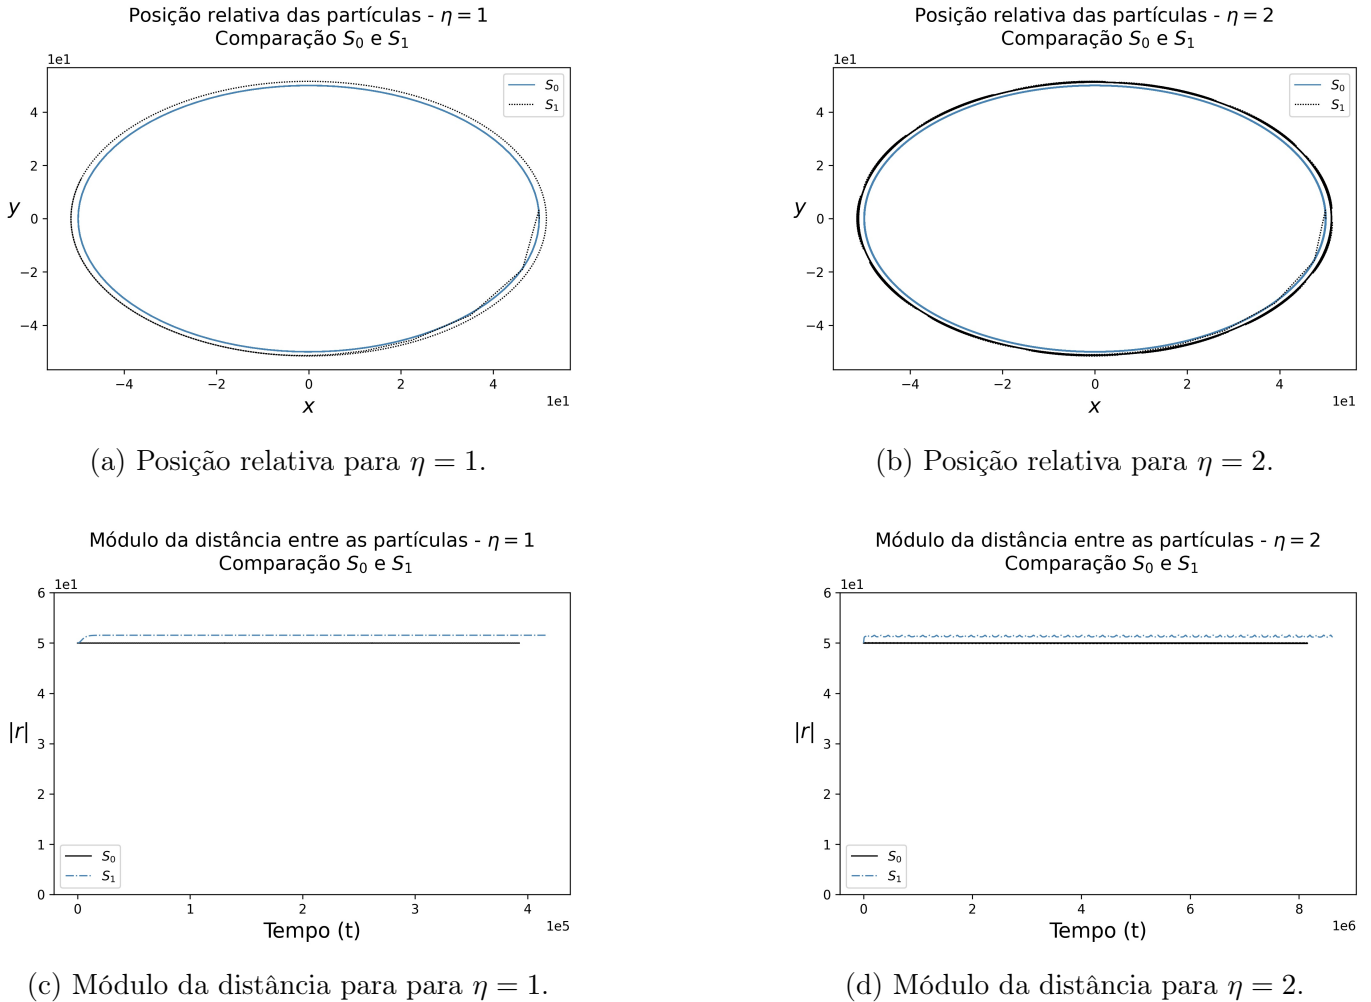 Posição relativa das partículas - η = 1
Comparação S₀ e S₁
1e1
S₀
S₁
4
2
0
−2
−4
y
−4
−2
0
2
4
1e1
x
(a) Posição relativa para η = 1.
Posição relativa das partículas - η = 2
Comparação S₀ e S₁
1e1
S₀
S₁
4
2
0
−2
−4
y
−4
−2
0
2
4
1e1
x
(b) Posição relativa para η = 2.
Módulo da distância entre as partículas - η = 1
Comparação S₀ e S₁
1e1
6
5
4
3
2
1
0
|r|
S₀
S₁
0
1
2
3
4
1e5
Tempo (t)
(c) Módulo da distância para para η = 1.
Módulo da distância entre as partículas - η = 2
Comparação S₀ e S₁
1e1
6
5
4
3
2
1
0
|r|
S₀
S₁
0
2
4
6
8
1e6
Tempo (t)
(d) Módulo da distância para η = 2.